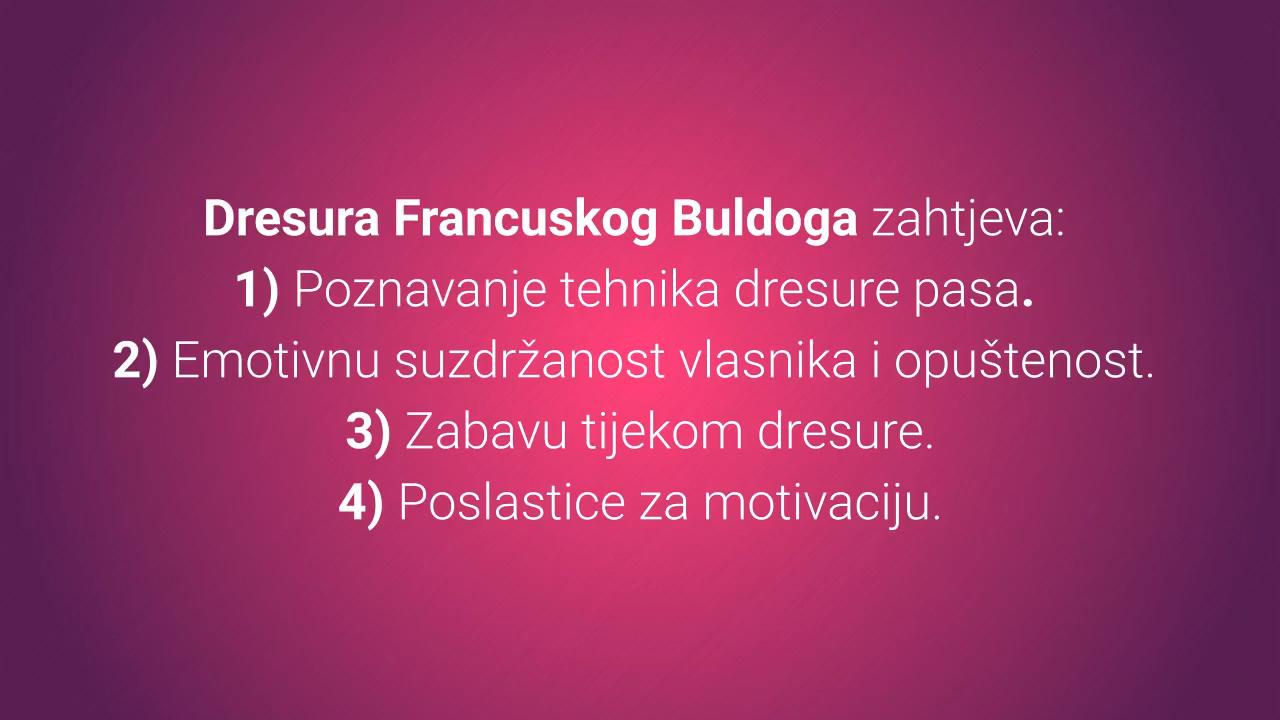 Dresura Francuskog Buldoga zahtjeva:
1) Poznavanje tehnika dresure pasa.
2) Emotivnu suzdržanost vlasnika i opuštenost.
3) Zabavu tijekom dresure.
4) Poslastice za motivaciju.